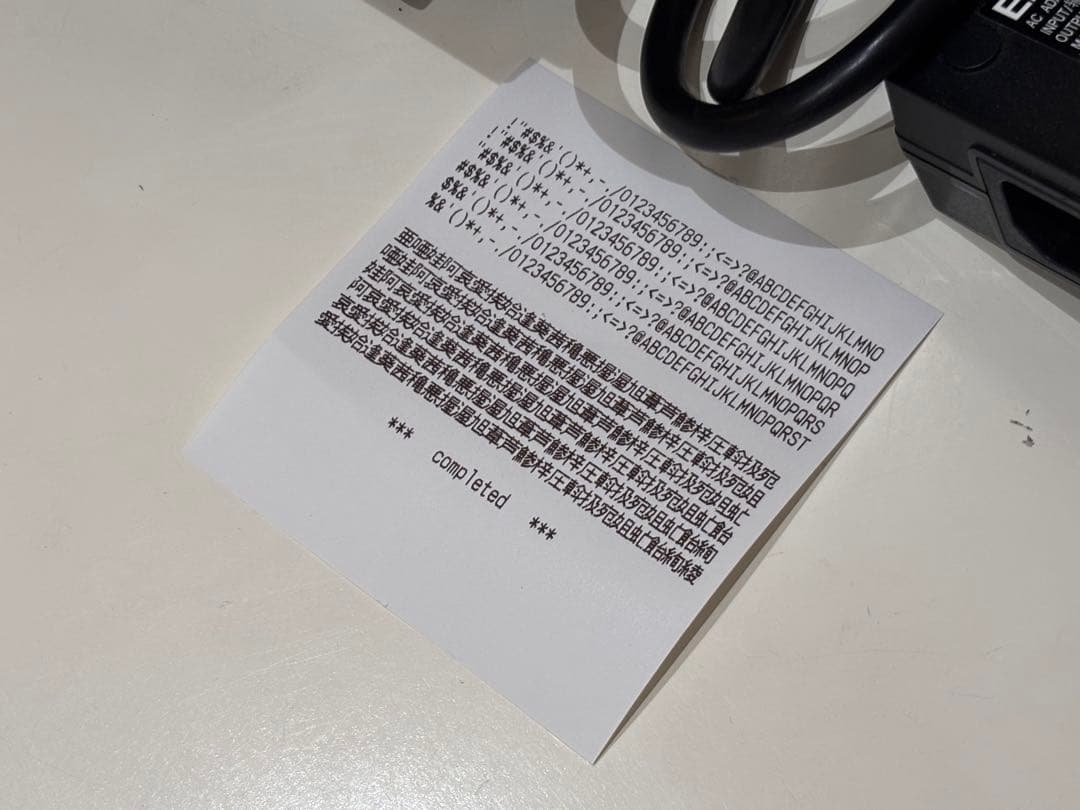 !"#$%&'()*+,-./0123456789:;<=>?@ABCDEFGHIJKLMNO
!"#$%&'()*+,-./0123456789:;<=>?@ABCDEFGHIJKLMNOP
"#$%&'()*+,-./0123456789:;<=>?@ABCDEFGHIJKLMNOPQ
#$%&'()*+,-./0123456789:;<=>?@ABCDEFGHIJKLMNOPQR
$%&'()*+,-./0123456789:;<=>?@ABCDEFGHIJKLMNOPQRS
%&'()*+,-./0123456789:;<=>?@ABCDEFGHIJKLMNOPQRST
亜唖娃阿哀愛挨姶逢葵茜穐悪握渥旭葦芦鯵梓圧斡扱宛
唖娃阿哀愛挨姶逢葵茜穐悪握渥旭葦芦鯵梓圧斡扱宛姐
娃阿哀愛挨姶逢葵茜穐悪握渥旭葦芦鯵梓圧斡扱宛姐虻
阿哀愛挨姶逢葵茜穐悪握渥旭葦芦鯵梓圧斡扱宛姐虻飴
哀愛挨姶逢葵茜穐悪握渥旭葦芦鯵梓圧斡扱宛姐虻飴絢
愛挨姶逢葵茜穐悪握渥旭葦芦鯵梓圧斡扱宛姐虻飴絢綾
*** completed ***
AC AD
INPUT/
OUTP